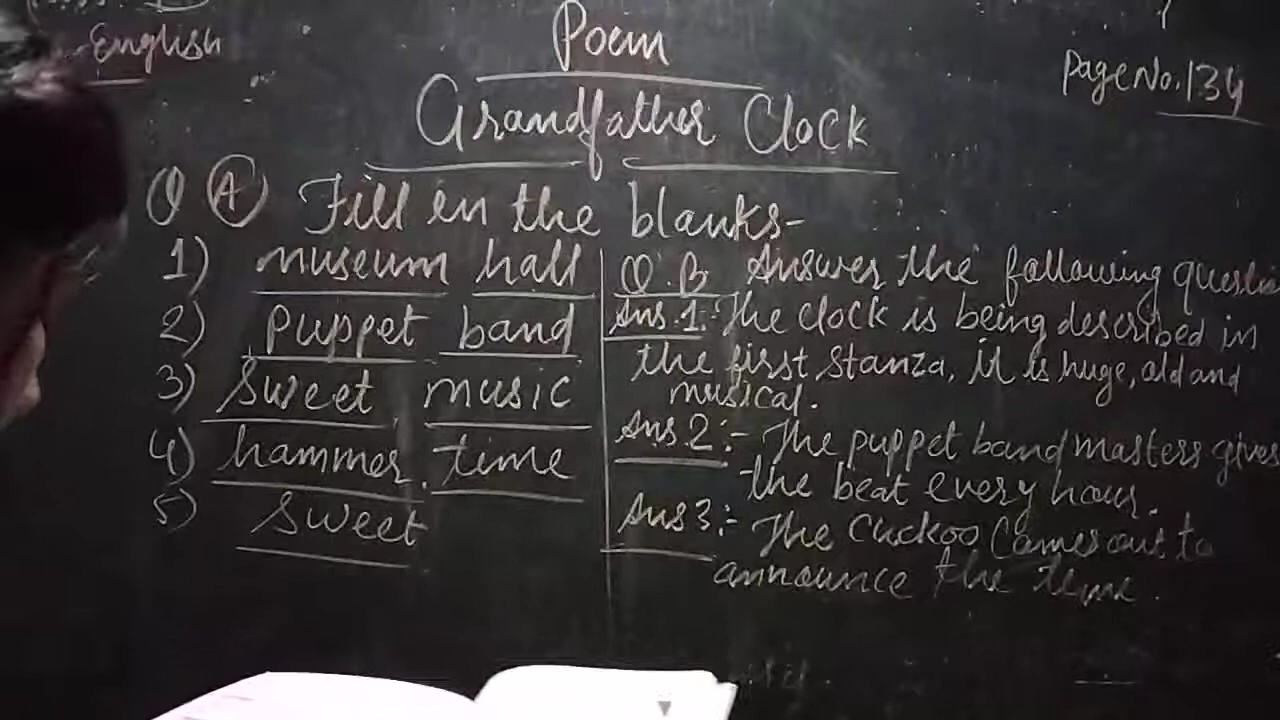 English
Poem
Page No. 134
Grandfather Clock
Q (A) Fill in the blanks-
1) museum hall
2) puppet band
3) sweet, music
4) hammer, time
5) sweet
Q.B Answer the following questio
Ans.1:- The clock is being described in
the first stanza, it is huge, old and
musical.
Ans 2:- The puppet band masters gives
the beat every hour.
Ans 3:- The Cuckoo Comes out to
announce the time.